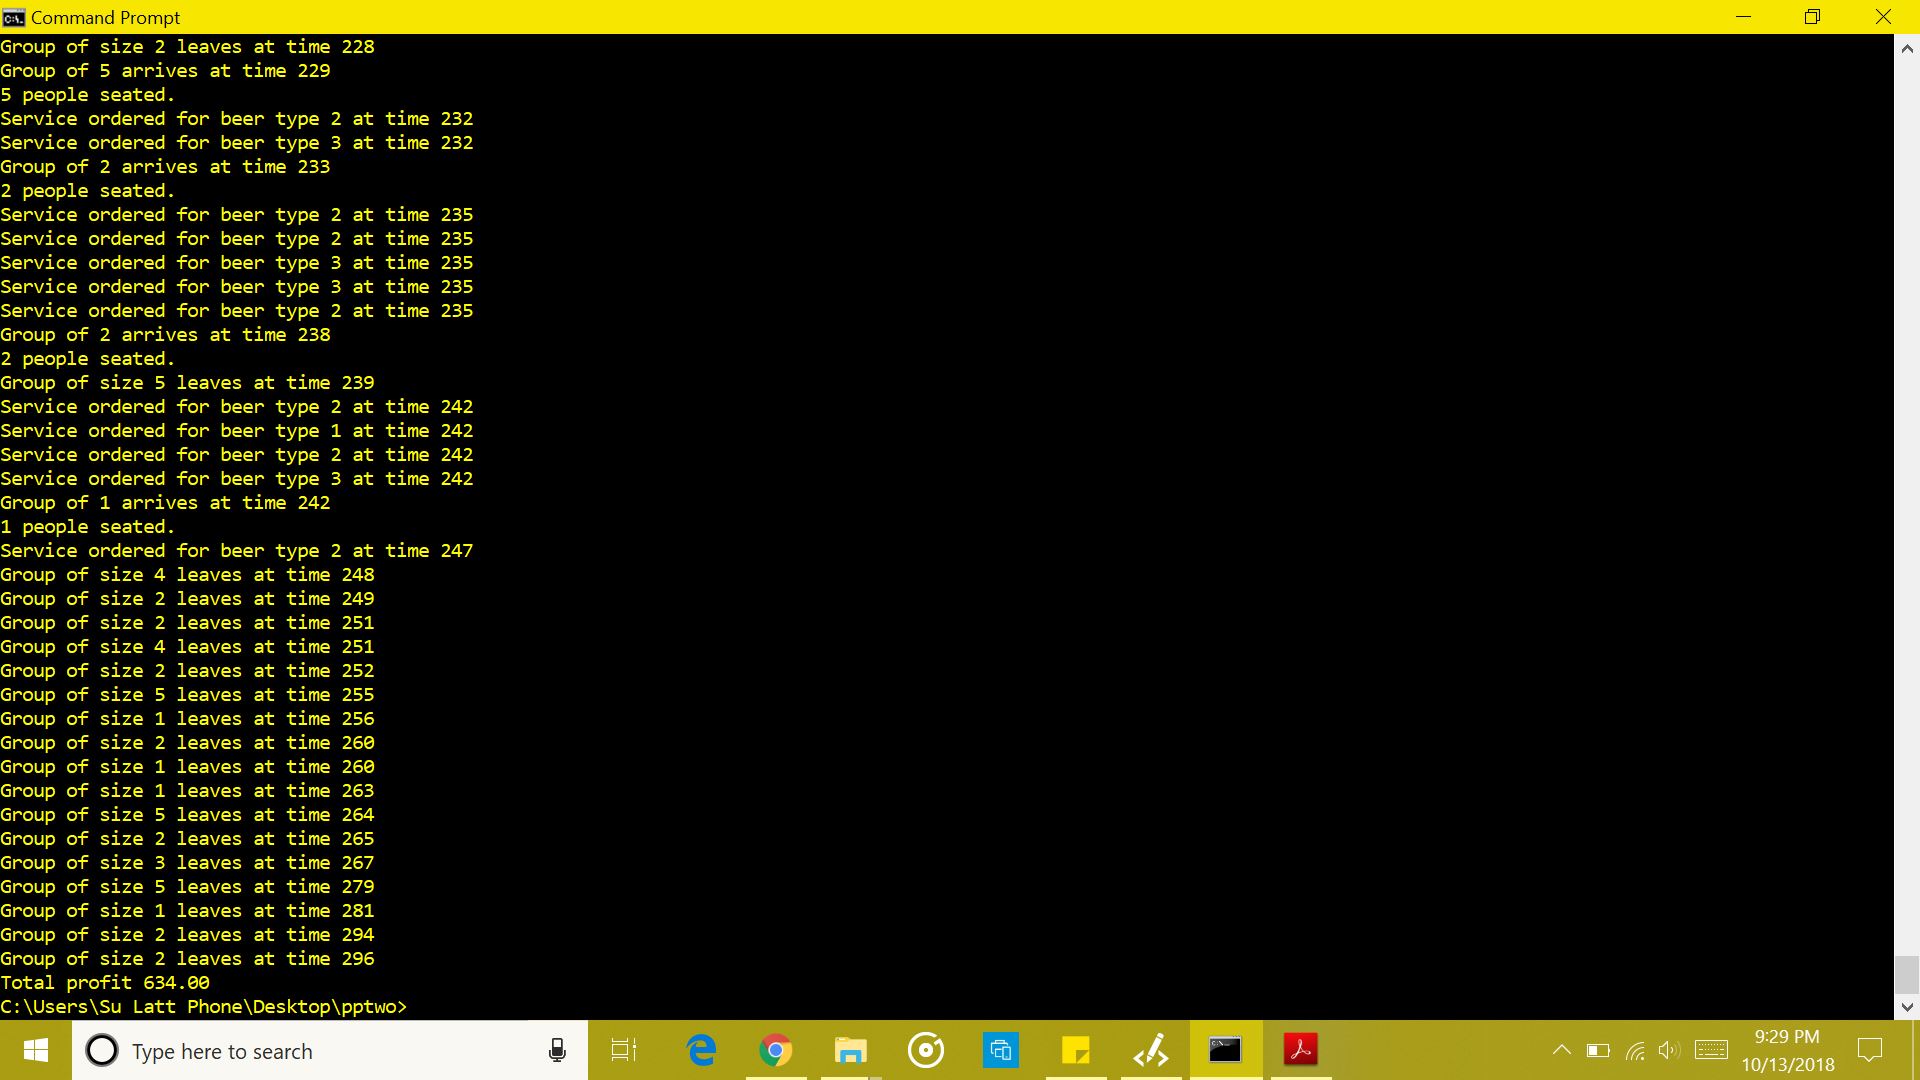 Command Prompt
Group of size 2 leaves at time 228
Group of 5 arrives at time 229
5 people seated.
Service ordered for beer type 2 at time 232
Service ordered for beer type 3 at time 232
Group of 2 arrives at time 233
2 people seated.
Service ordered for beer type 2 at time 235
Service ordered for beer type 2 at time 235
Service ordered for beer type 3 at time 235
Service ordered for beer type 3 at time 235
Service ordered for beer type 2 at time 235
Group of 2 arrives at time 238
2 people seated.
Group of size 5 leaves at time 239
Service ordered for beer type 2 at time 242
Service ordered for beer type 1 at time 242
Service ordered for beer type 2 at time 242
Service ordered for beer type 3 at time 242
Group of 1 arrives at time 242
1 people seated.
Service ordered for beer type 2 at time 247
Group of size 4 leaves at time 248
Group of size 2 leaves at time 249
Group of size 2 leaves at time 251
Group of size 4 leaves at time 251
Group of size 2 leaves at time 252
Group of size 5 leaves at time 255
Group of size 1 leaves at time 256
Group of size 2 leaves at time 260
Group of size 1 leaves at time 260
Group of size 1 leaves at time 263
Group of size 5 leaves at time 264
Group of size 2 leaves at time 265
Group of size 3 leaves at time 267
Group of size 5 leaves at time 279
Group of size 1 leaves at time 281
Group of size 2 leaves at time 294
Group of size 2 leaves at time 296
Total profit 634.00
C:\Users\Su Latt Phone\Desktop\pptwo>
Type here to search
9:29 PM
10/13/2018